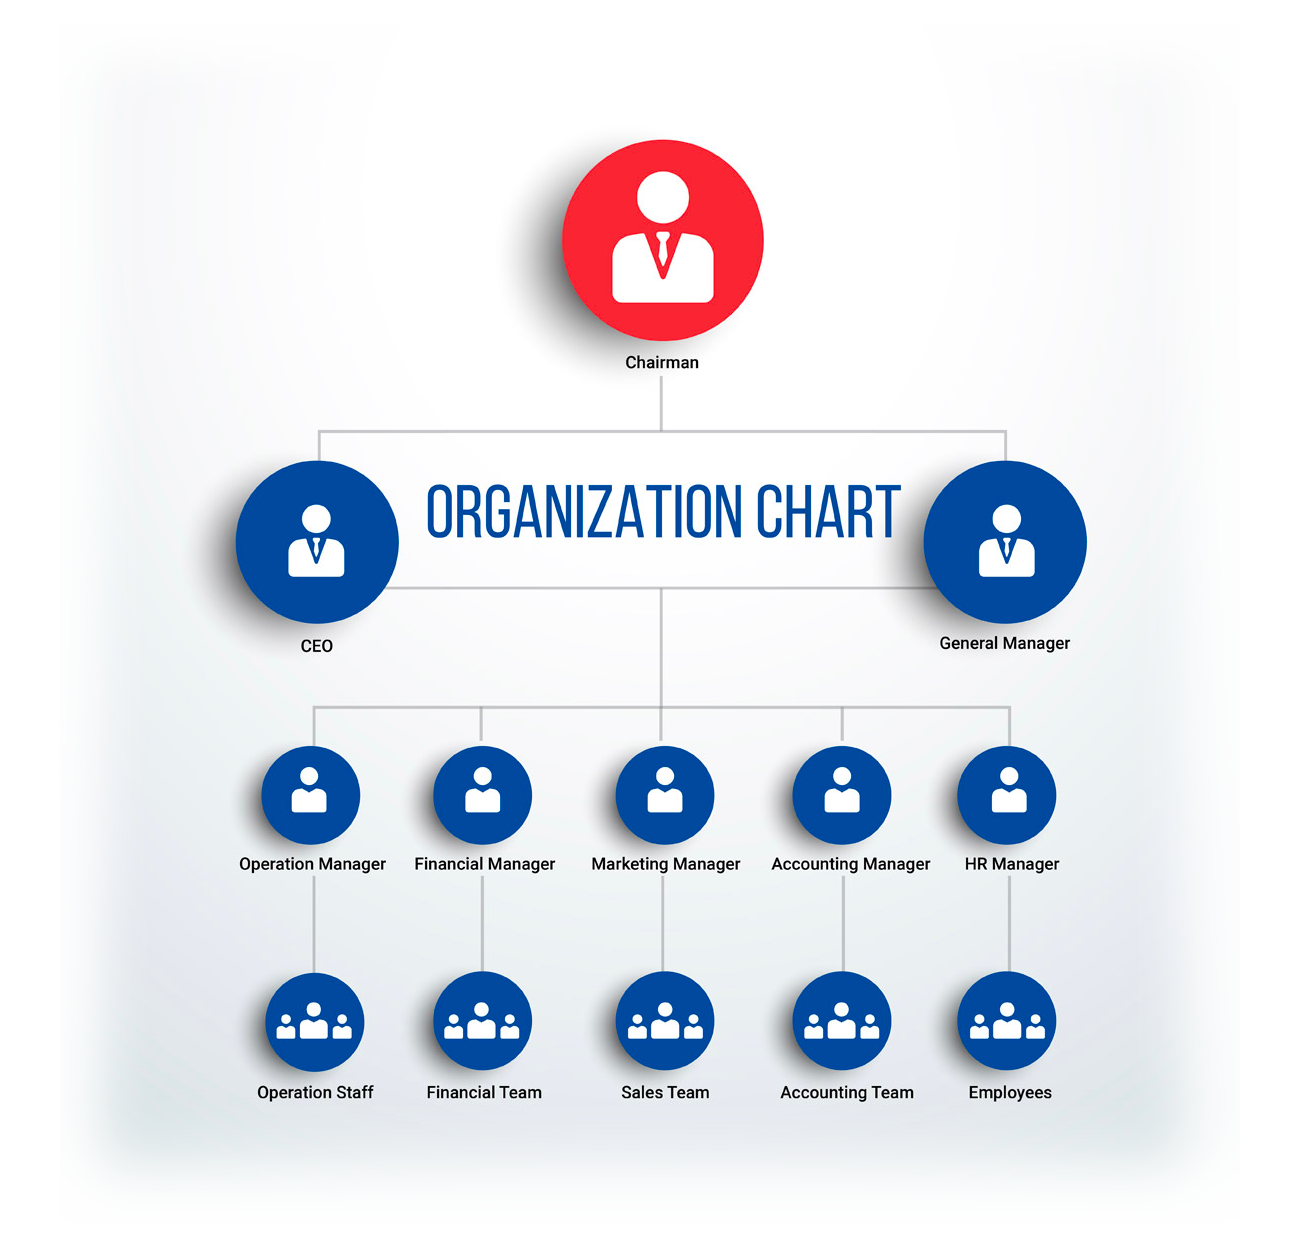 Chairman
ORGANIZATION CHART
CEO
General Manager
Operation Manager
Financial Manager
Marketing Manager
Accounting Manager
HR Manager
Operation Staff
Financial Team
Sales Team
Accounting Team
Employees